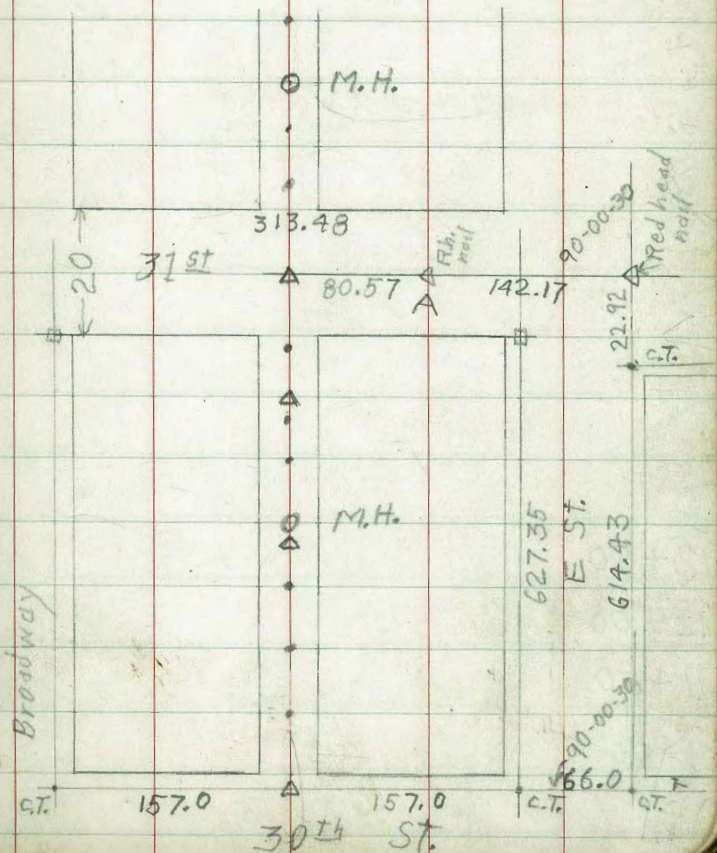 M.H.
313.48
31st
20
80.57
Rh. nail
142.17
90-00-30
Red head nail
A
22.92
C.T.
M.H.
627.35
E St.
614.43
Broadway
90-00-30
66.0
C.T.
157.0
157.0
C.T.
C.T.
30th St.